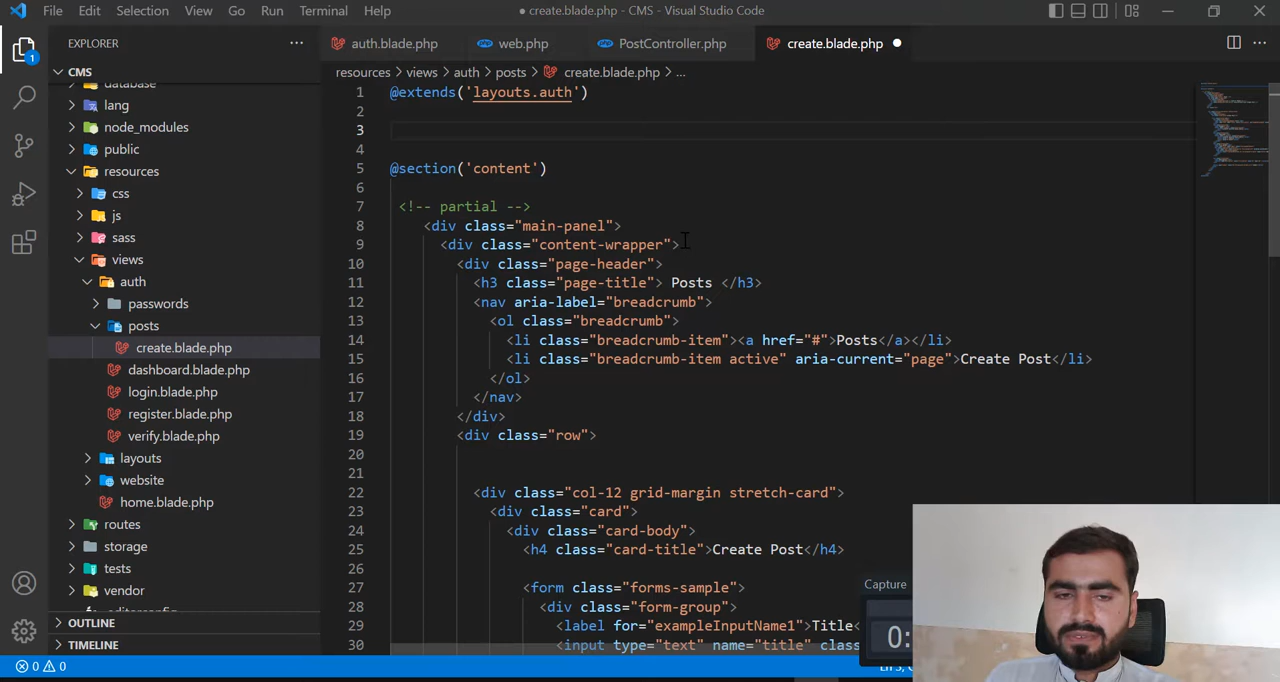 File Edit Selection View Go Run Terminal Help ● create.blade.php - CMS - Visual Studio Code
EXPLORER ··· auth.blade.php web.php PostController.php create.blade.php ●
CMS
resources > views > auth > posts > create.blade.php > ...
database
lang
node_modules
public
resources
css
js
sass
views
auth
passwords
posts
create.blade.php
dashboard.blade.php
login.blade.php
register.blade.php
verify.blade.php
layouts
website
home.blade.php
routes
storage
tests
vendor
OUTLINE
TIMELINE
1
1 @extends('layouts.auth')
2
3
4
5 @section('content')
6
7 <!-- partial -->
8 <div class="main-panel">
9 <div class="content-wrapper">
10 <div class="page-header">
11 <h3 class="page-title"> Posts </h3>
12 <nav aria-label="breadcrumb">
13 <ol class="breadcrumb">
14 <li class="breadcrumb-item"><a href="#">Posts</a></li>
15 <li class="breadcrumb-item active" aria-current="page">Create Post</li>
16 </ol>
17 </nav>
18 </div>
19 <div class="row">
20
21
22 <div class="col-12 grid-margin stretch-card">
23 <div class="card">
24 <div class="card-body">
25 <h4 class="card-title">Create Post</h4>
26
27 <form class="forms-sample">
28 <div class="form-group">
29 <label for="exampleInputName1">Title<
30 <input type="text" name="title" class
Capture
0:
0 0